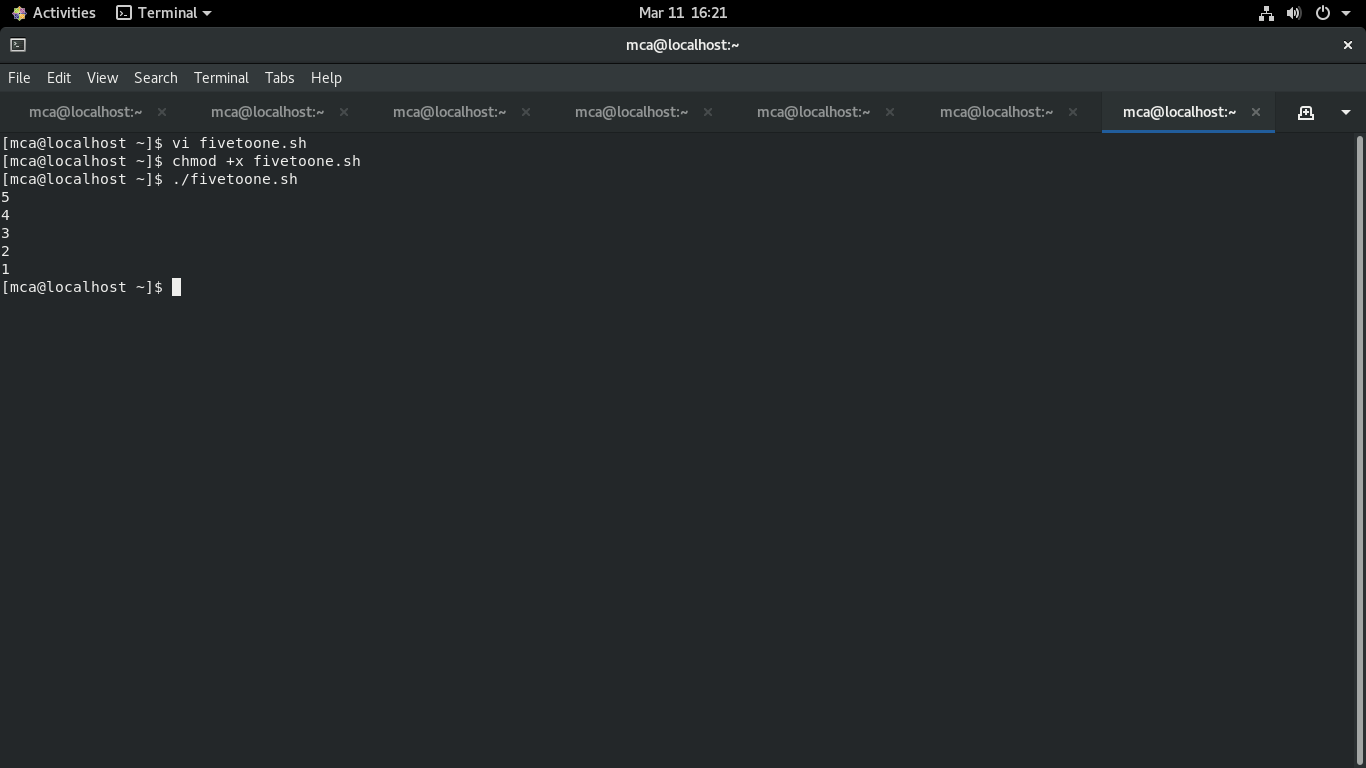 Activities Terminal Mar 11 16:21
mca@localhost:~
File Edit View Search Terminal Tabs Help
mca@localhost:~ mca@localhost:~ mca@localhost:~ mca@localhost:~ mca@localhost:~ mca@localhost:~ mca@localhost:~
[mca@localhost ~]$ vi fivetoone.sh
[mca@localhost ~]$ chmod +x fivetoone.sh
[mca@localhost ~]$ ./fivetoone.sh
5
4
3
2
1
[mca@localhost ~]$